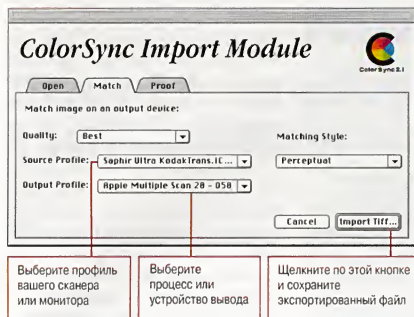 ColorSync Import Module
ColorSync 2.1
Open Match Proof
Match image on an output device:
Quality: Best Matching Style:
Source Profile: Saphir Ultra KodakTrans.IC... Perceptual
Output Profile: Apple Multiple Scan 20 - D50
Cancel Import Tiff...
Выберите профиль
вашего сканера
или монитора
Выберите
процесс или
устройство вывода
Щелкните по этой кнопке
и сохраните
экспортированный файл